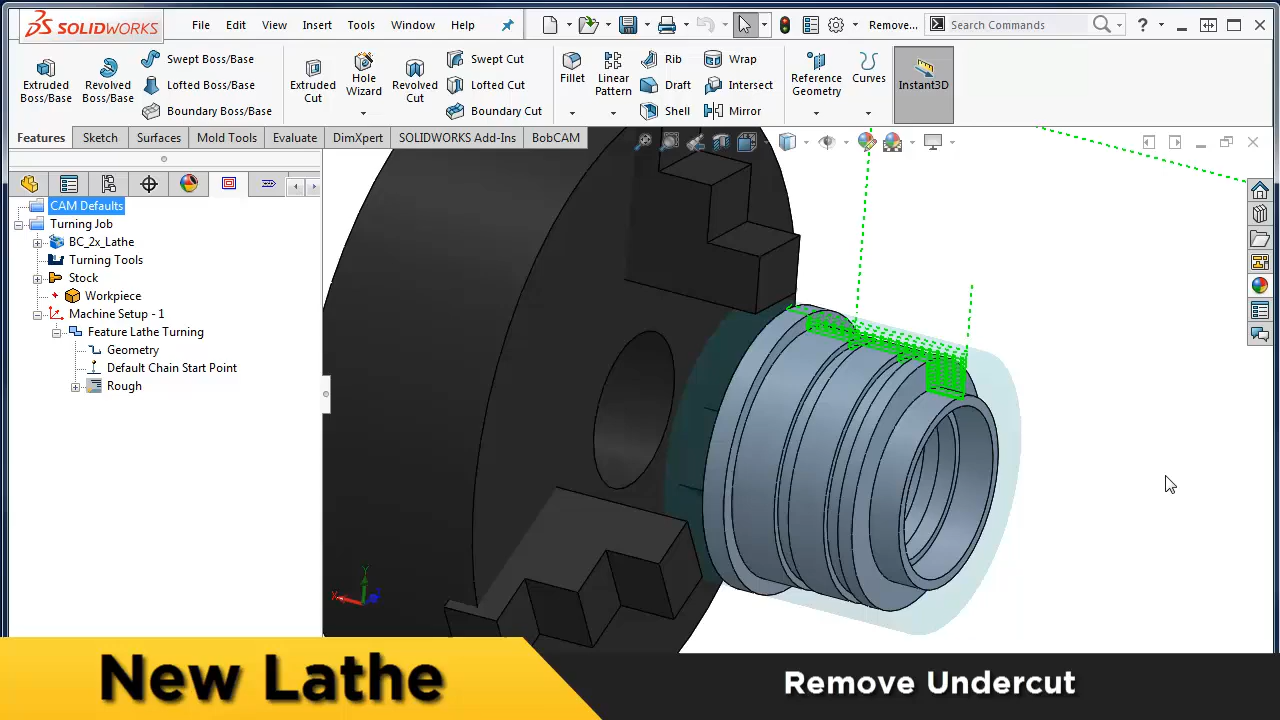 SOLIDWORKS
File Edit View Insert Tools Window Help
Remove...
Search Commands
?
Extruded Boss/Base
Revolved Boss/Base
Swept Boss/Base
Lofted Boss/Base
Boundary Boss/Base
Extruded Cut
Hole Wizard
Revolved Cut
Swept Cut
Lofted Cut
Boundary Cut
Fillet
Linear Pattern
Rib
Draft
Shell
Wrap
Intersect
Mirror
Reference Geometry
Curves
Instant3D
Features Sketch Surfaces Mold Tools Evaluate DimXpert SOLIDWORKS Add-Ins BobCAM
CAM Defaults
Turning Job
BC_2x_Lathe
Turning Tools
Stock
Workpiece
Machine Setup - 1
Feature Lathe Turning
Geometry
Default Chain Start Point
Rough
Y
X
New Lathe
Remove Undercut